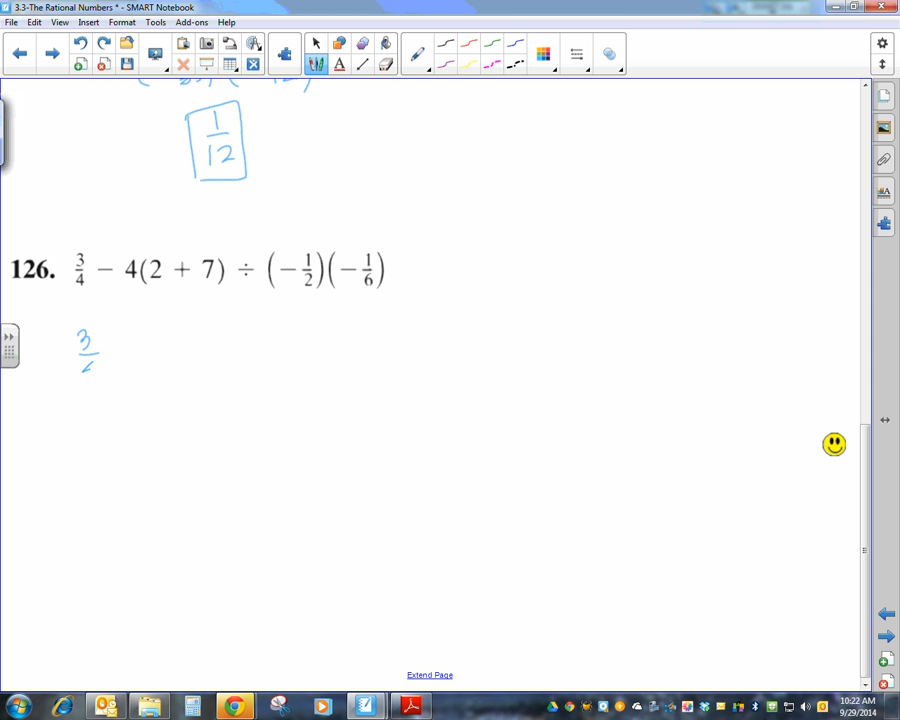 3.3-The Rational Numbers * - SMART Notebook
File Edit View Insert Format Tools Add-ons Help
1
12
126. 3/4 − 4(2 + 7) ÷ (−1/2)(−1/6)
3
Extend Page
10:22 AM
9/29/2014